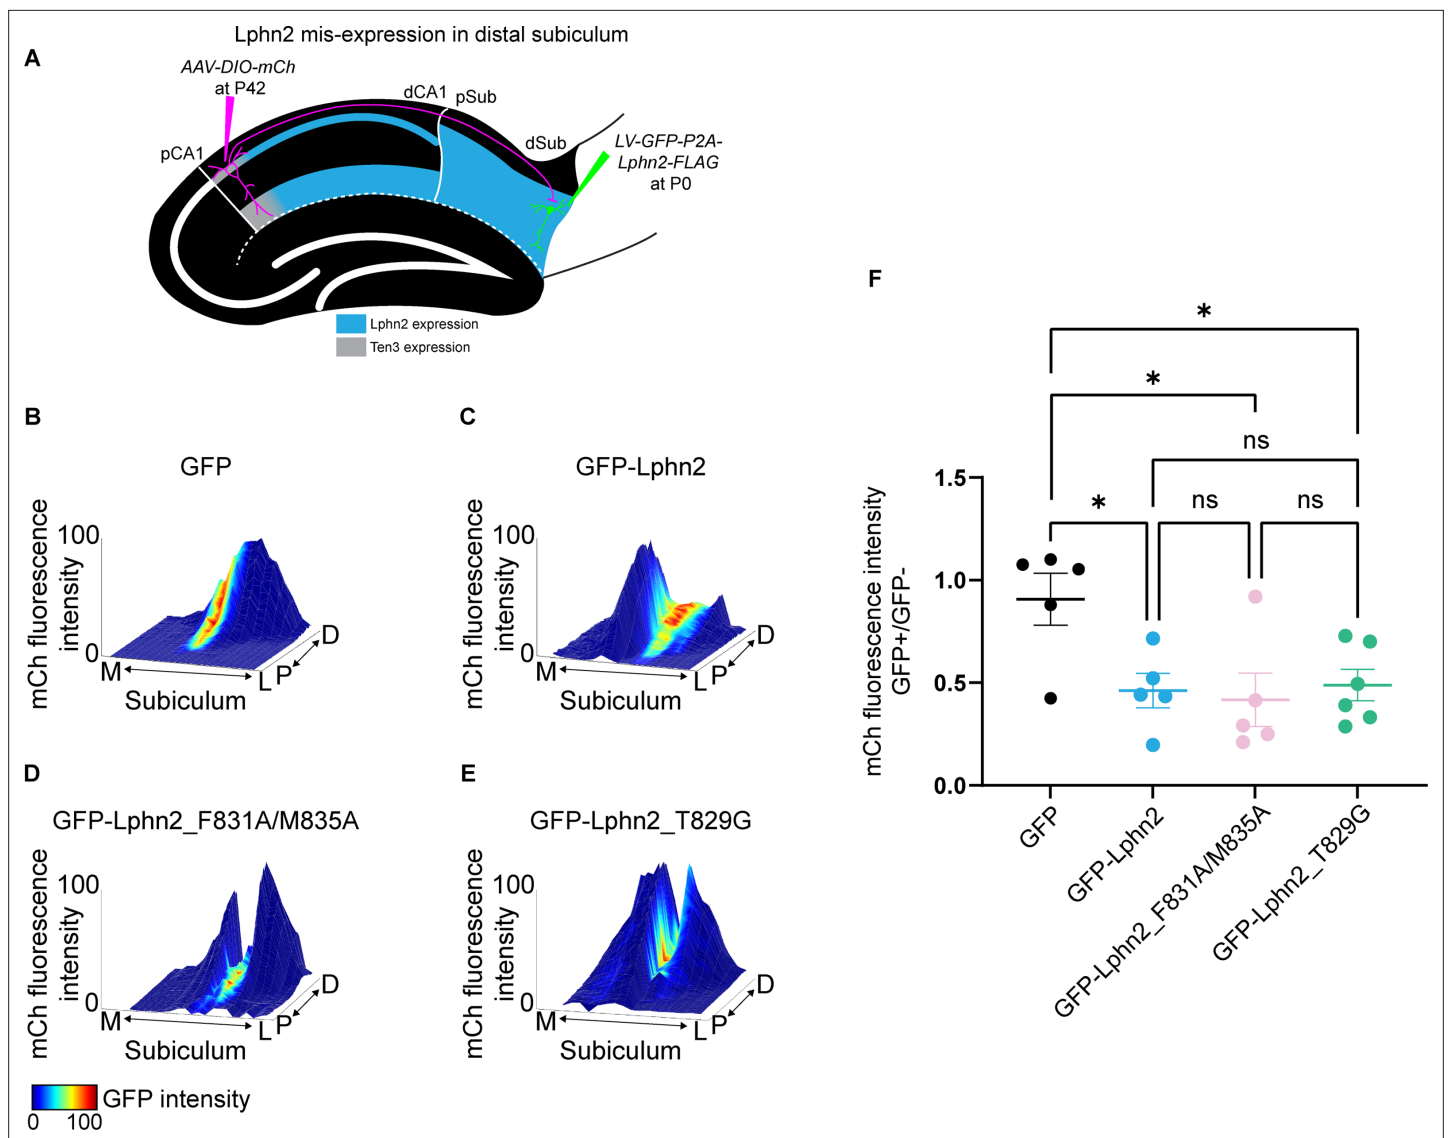 Lphn2 mis-expression in distal subiculum
A
AAV-DIO-mCh
at P42
dCA1
pSub
pCA1
dSub
LV-GFP-P2A-
Lphn2-FLAG
at P0
Lphn2 expression
Ten3 expression
B
GFP
mCh fluorescence
intensity
100
0
M
L
P
D
Subiculum
C
GFP-Lphn2
mCh fluorescence
intensity
100
0
M
L
P
D
Subiculum
D
GFP-Lphn2_F831A/M835A
mCh fluorescence
intensity
100
0
M
L
P
D
Subiculum
E
GFP-Lphn2_T829G
mCh fluorescence
intensity
100
0
M
L
P
D
Subiculum
GFP intensity
0
100
F
*
*
ns
*
ns
ns
mCh fluorescence intensity
GFP+/GFP-
1.5
1.0
0.5
0.0
GFP
GFP-Lphn2
GFP-Lphn2_F831A/M835A
GFP-Lphn2_T829G